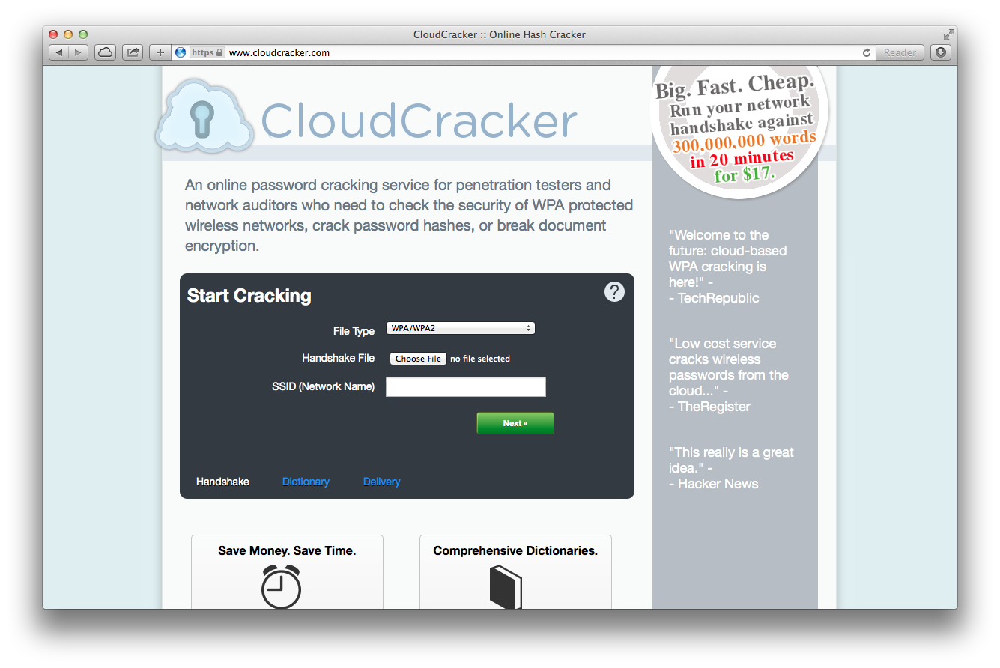 CloudCracker :: Online Hash Cracker
https www.cloudcracker.com
Reader
CloudCracker
Big. Fast. Cheap.
Run your network
handshake against
300,000,000 words
in 20 minutes
for $17.
An online password cracking service for penetration testers and
network auditors who need to check the security of WPA protected
wireless networks, crack password hashes, or break document
encryption.
Start Cracking
?
File Type WPA/WPA2
Handshake File Choose File no file selected
SSID (Network Name)
Next »
Handshake Dictionary Delivery
"Welcome to the
future: cloud-based
WPA cracking is
here!" -
- TechRepublic
"Low cost service
cracks wireless
passwords from the
cloud..." -
- TheRegister
"This really is a great
idea." -
- Hacker News
Save Money. Save Time.
Comprehensive Dictionaries.